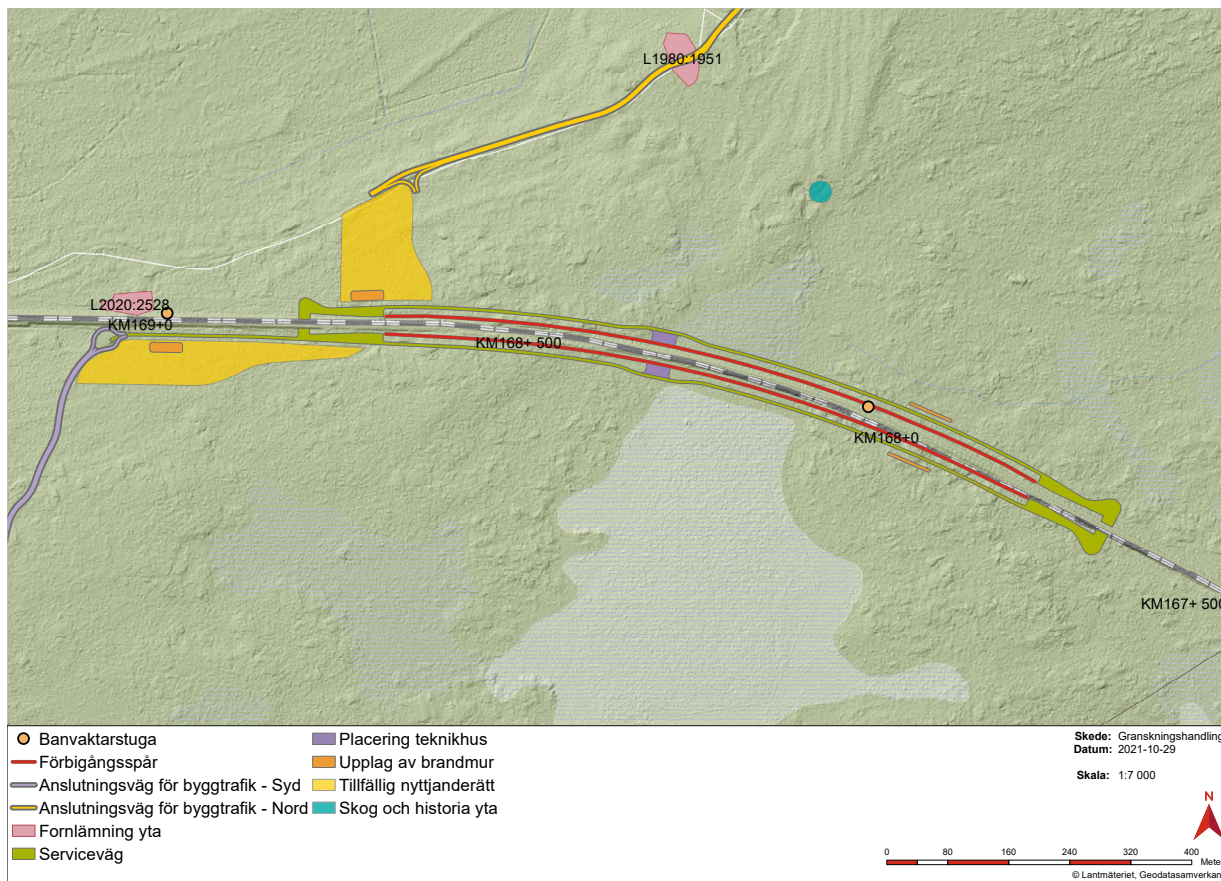 L1980:1951
L2020:2528
KM169+0
KM168+ 500
KM168+0
KM167+ 500
Banvaktarstuga
Förbigångsspår
Anslutningsväg för byggtrafik - Syd
Anslutningsväg för byggtrafik - Nord
Fornlämning yta
Serviceväg
Placering teknikhus
Upplag av brandmur
Tillfällig nyttjanderätt
Skog och historia yta
Skede: Granskningshandling
Datum: 2021-10-29
Skala: 1:7 000
N
0 80 160 240 320 400
Mete
© Lantmäteriet, Geodatasamverkan